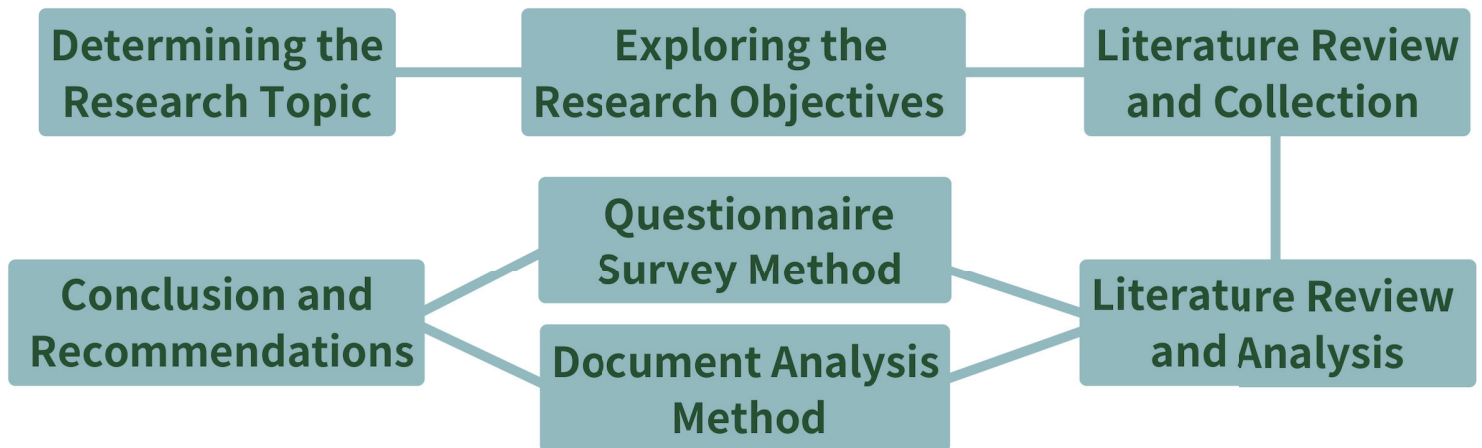 Determining the
Research Topic
Exploring the
Research Objectives
Literature Review
and Collection
Questionnaire
Survey Method
Conclusion and
Recommendations
Literature Review
and Analysis
Document Analysis
Method